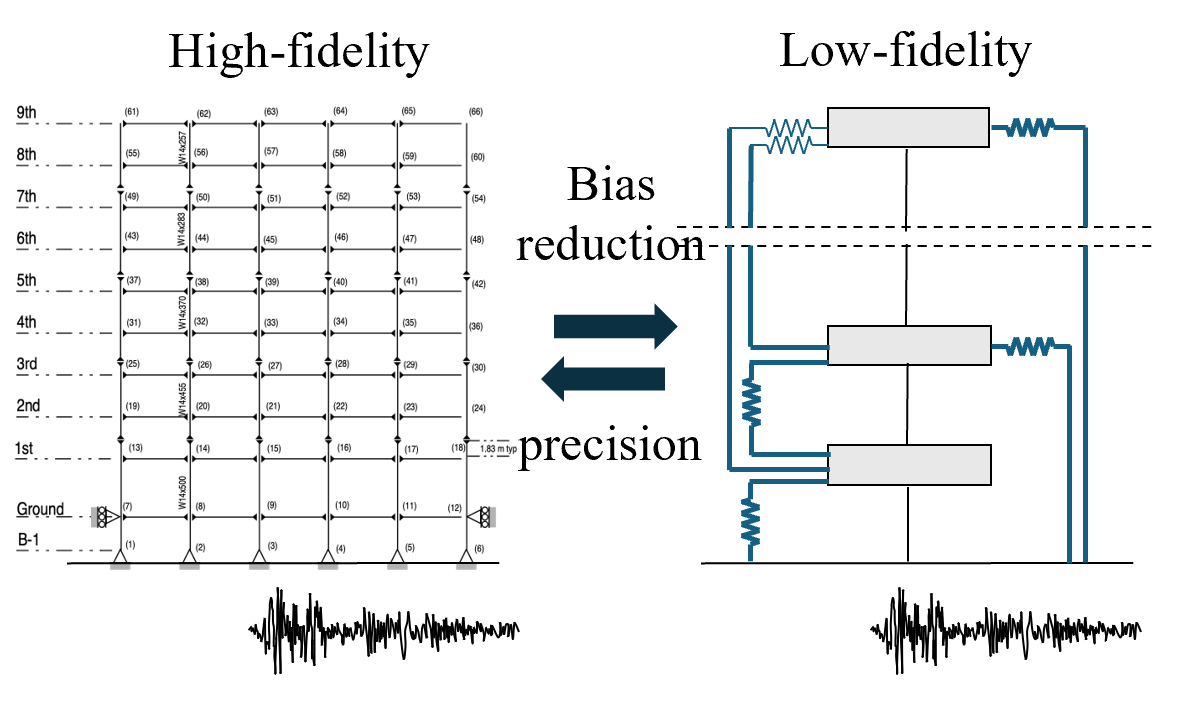 High-fidelity
Low-fidelity
9th (61) (62) (63) (64) (65) (66)
W14x257
8th (55) (56) (57) (58) (59) (60)
7th (49) (50) (51) (52) (53) (54)
W14x283
6th (43) (44) (45) (46) (47) (48)
5th (37) (38) (39) (40) (41) (42)
W14x370
4th (31) (32) (33) (34) (35) (36)
3rd (25) (26) (27) (28) (29) (30)
W14x455
2nd (19) (20) (21) (22) (23) (24)
1st (13) (14) (15) (16) (17) (18) 1.83 m typ
W14x500
Ground (7) (8) (9) (10) (11) (12)
B-1 (1) (2) (3) (4) (5) (6)
Bias
reduction
precision